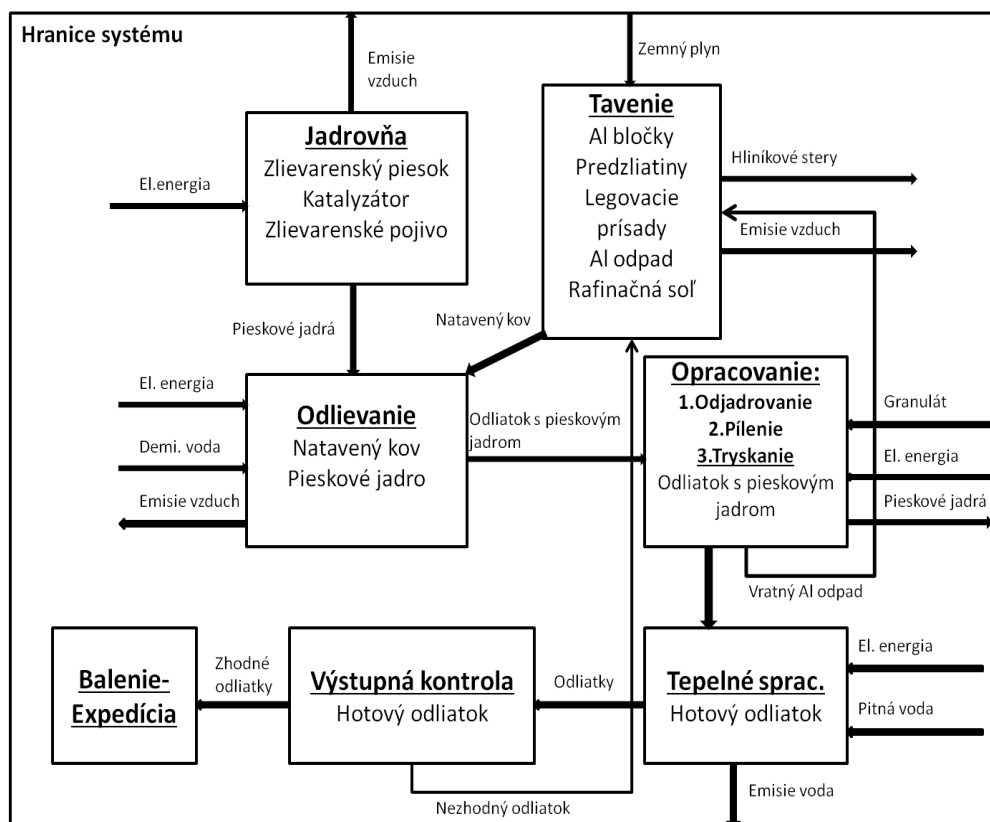 Hranice systému
Emisie
vzduch
Zemný plyn
Jadrovňa
Zlievarenský piesok
Katalyzátor
Zlievarenské pojivo
El.energia
Tavenie
Al bločky
Predzliatiny
Legovacie
prísady
Al odpad
Rafinačná soľ
Hliníkové stery
Emisie vzduch
Pieskové jadrá
Natavený kov
El. energia
Demi. voda
Emisie vzduch
Odlievanie
Natavený kov
Pieskové jadro
Odliatok s pieskovým
jadrom
Opracovanie:
1.Odjadrovanie
2.Pílenie
3.Tryskanie
Odliatok s pieskovým
jadrom
Granulát
El. energia
Pieskové jadrá
Vratný Al odpad
Balenie-
Expedícia
Zhodné
odliatky
Výstupná kontrola
Hotový odliatok
Odliatky
Tepelné sprac.
Hotový odliatok
El. energia
Pitná voda
Nezhodný odliatok
Emisie voda